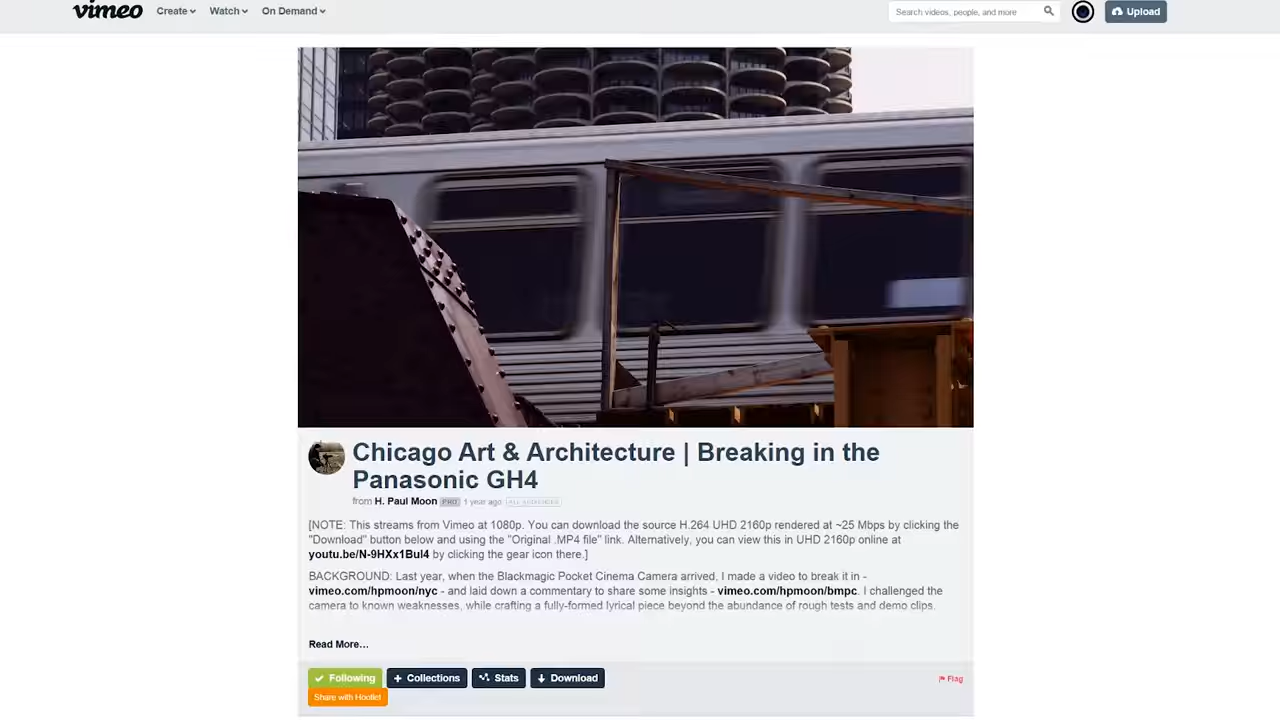 vimeo Create Watch On Demand Search videos, people, and more Upload
Chicago Art & Architecture | Breaking in the
Panasonic GH4
from H. Paul Moon PRO 1 year ago ALL AUDIENCES
[NOTE: This streams from Vimeo at 1080p. You can download the source H.264 UHD 2160p rendered at ~25 Mbps by clicking the
"Download" button below and using the "Original .MP4 file" link. Alternatively, you can view this in UHD 2160p online at
youtu.be/N-9HXx1BuI4 by clicking the gear icon there.]
BACKGROUND: Last year, when the Blackmagic Pocket Cinema Camera arrived, I made a video to break it in -
vimeo.com/hpmoon/nyc - and laid down a commentary to share some insights - vimeo.com/hpmoon/bmpc. I challenged the
camera to known weaknesses, while crafting a fully-formed lyrical piece beyond the abundance of rough tests and demo clips.
Read More…
Following + Collections Stats Download Flag
Share with Hootlet